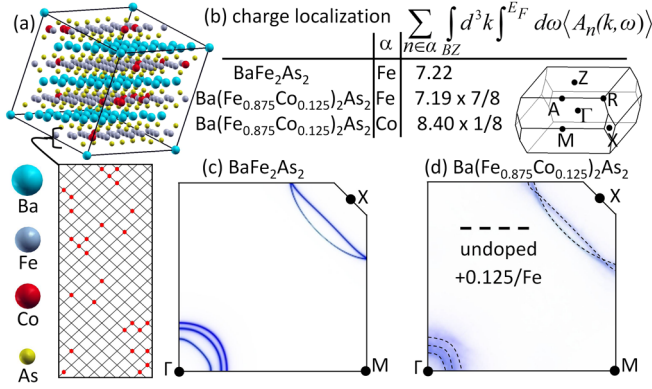 (a)
(b) charge localization ∑ n∈α ∫ BZ d³k ∫ E_F dω⟨A_n(k,ω)⟩
α
BaFe₂As₂ Fe 7.22
Ba(Fe₀.₈₇₅Co₀.₁₂₅)₂As₂ Fe 7.19 x 7/8
Ba(Fe₀.₈₇₅Co₀.₁₂₅)₂As₂ Co 8.40 x 1/8
Z
A Γ R
M X
(c) BaFe₂As₂
(d) Ba(Fe₀.₈₇₅Co₀.₁₂₅)₂As₂
Ba
Fe
Co
As
X
Γ M
X
undoped
+0.125/Fe
Γ M